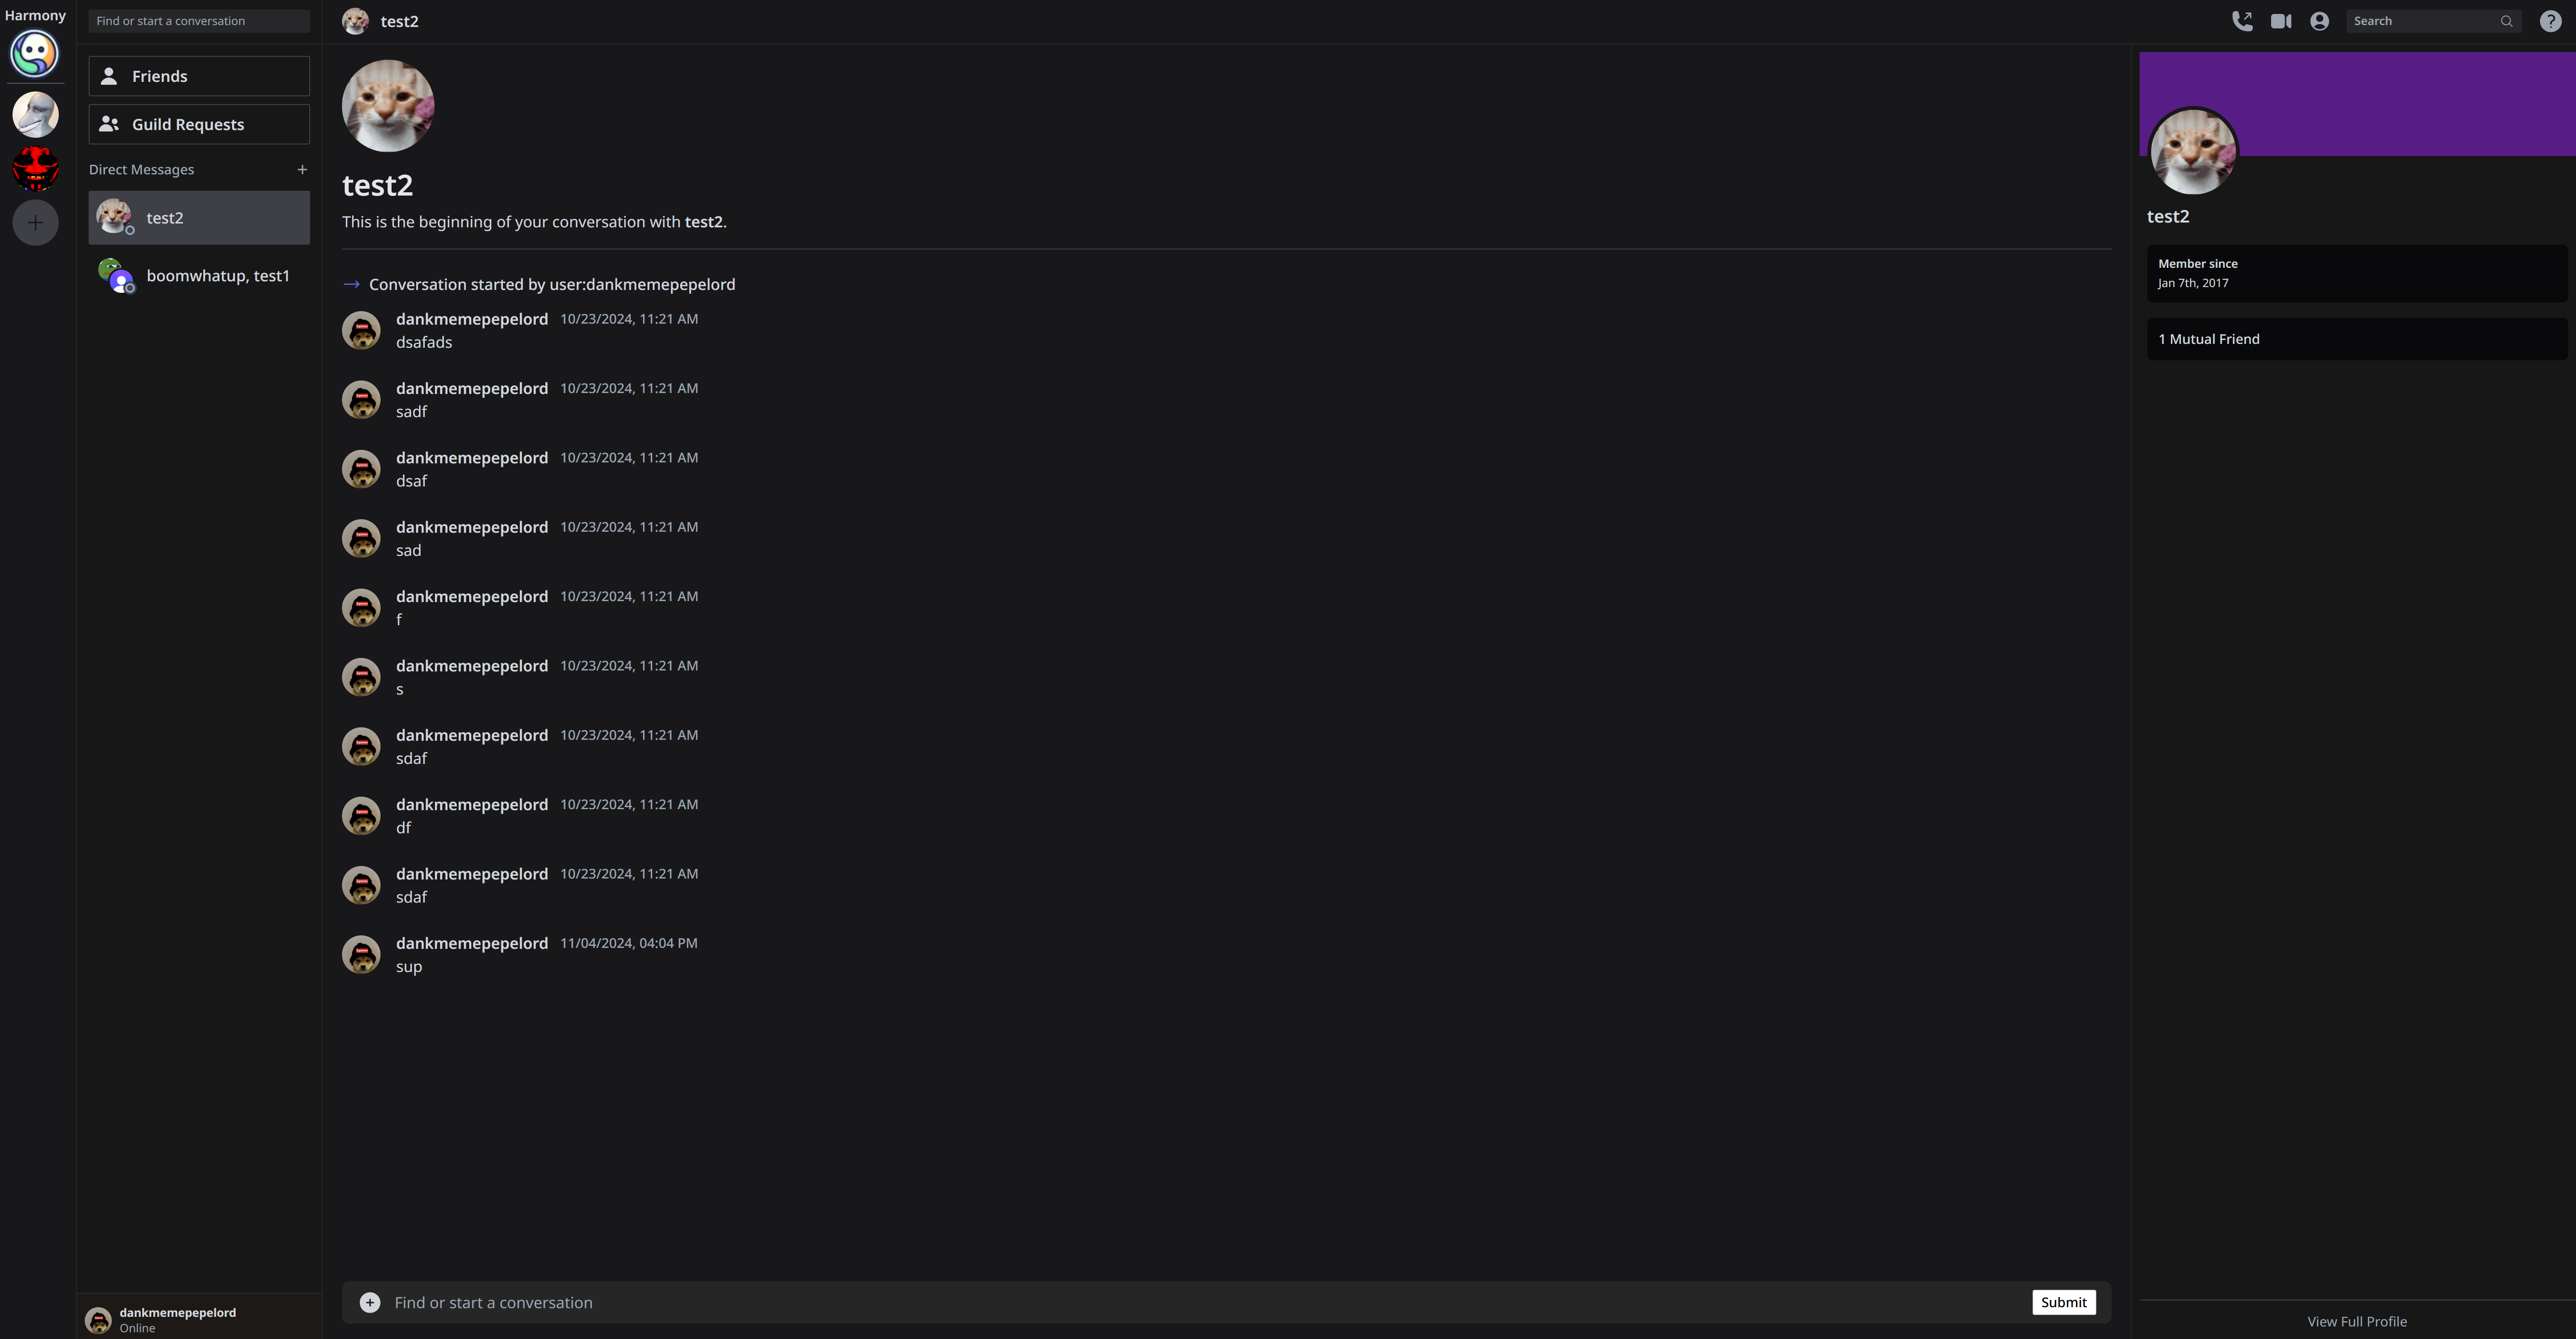 Harmony
Find or start a conversation
Friends
Guild Requests
Direct Messages
test2
boomwhatup, test1
dankmemepepelord
Online
test2
test2
This is the beginning of your conversation with test2.
Conversation started by user:dankmemepepelord
dankmemepepelord 10/23/2024, 11:21 AM
dsafads
dankmemepepelord 10/23/2024, 11:21 AM
sadf
dankmemepepelord 10/23/2024, 11:21 AM
dsaf
dankmemepepelord 10/23/2024, 11:21 AM
sad
dankmemepepelord 10/23/2024, 11:21 AM
f
dankmemepepelord 10/23/2024, 11:21 AM
s
dankmemepepelord 10/23/2024, 11:21 AM
sdaf
dankmemepepelord 10/23/2024, 11:21 AM
df
dankmemepepelord 10/23/2024, 11:21 AM
sdaf
dankmemepepelord 11/04/2024, 04:04 PM
sup
Find or start a conversation
Submit
Search
test2
Member since
Jan 7th, 2017
1 Mutual Friend
View Full Profile